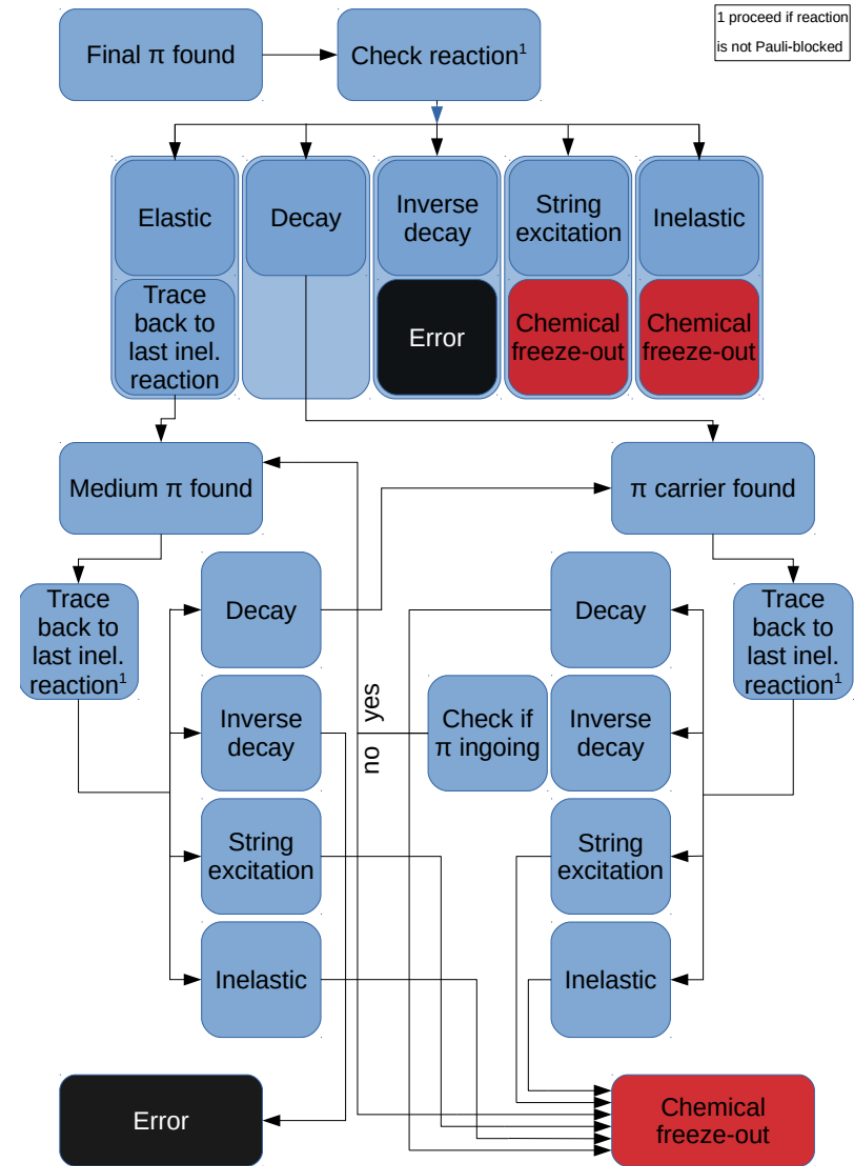 1 proceed if reaction
is not Pauli-blocked
Final π found
Check reaction¹
Elastic
Decay
Inverse
decay
String
excitation
Inelastic
Trace
back to
last inel.
reaction
Error
Chemical
freeze-out
Chemical
freeze-out
Medium π found
π carrier found
Trace
back to
last inel.
reaction¹
Decay
Inverse
decay
String
excitation
Inelastic
yes
no
Check if
π ingoing
Decay
Inverse
decay
String
excitation
Inelastic
Trace
back to
last inel.
reaction¹
Error
Chemical
freeze-out